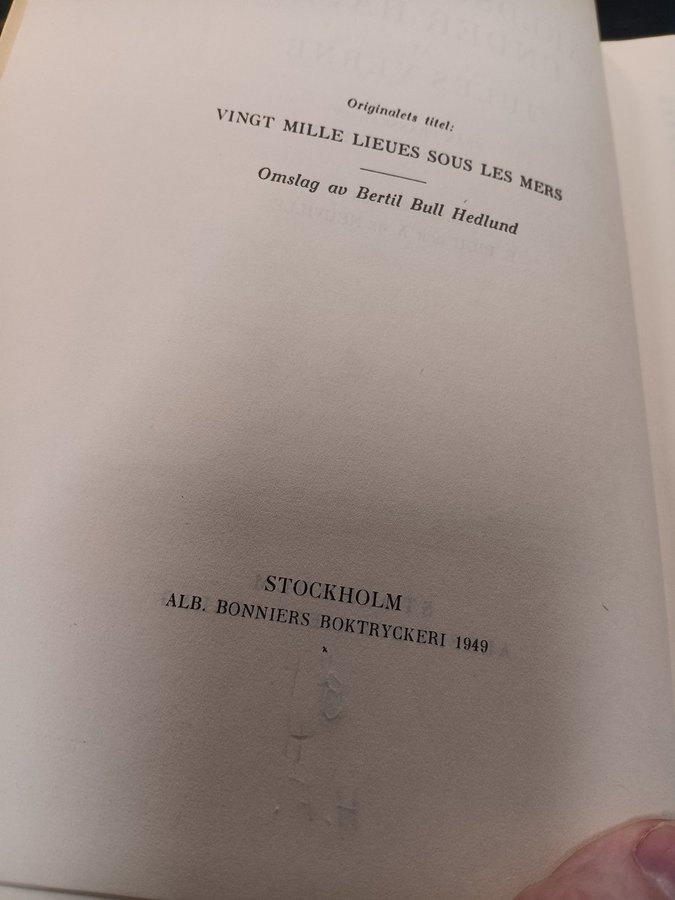 Originalets titel:
VINGT MILLE LIEUES SOUS LES MERS
Omslag av Bertil Bull Hedlund
STOCKHOLM
ALB. BONNIERS BOKTRYCKERI 1949